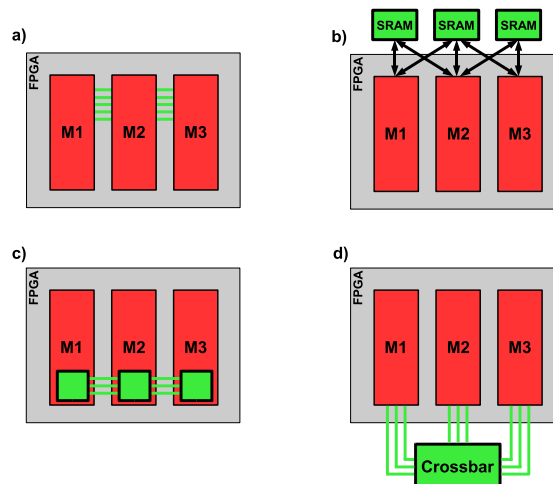 a)
FPGA
M1 M2 M3
b)
SRAM SRAM SRAM
FPGA
M1 M2 M3
c)
FPGA
M1 M2 M3
d)
FPGA
M1 M2 M3
Crossbar